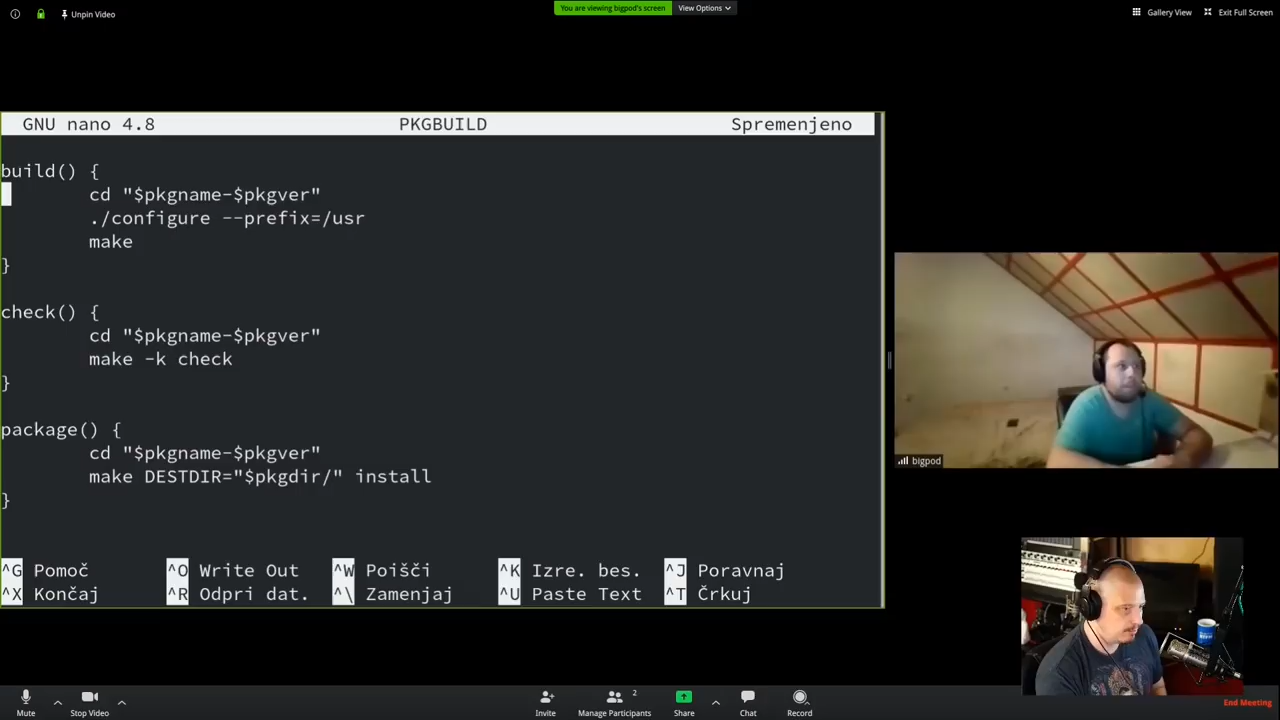 Unpin Video
You are viewing bigpod's screen
View Options
Gallery View
Exit Full Screen
GNU nano 4.8
PKGBUILD
Spremenjeno
build() {
cd "$pkgname-$pkgver"
./configure --prefix=/usr
make
}
check() {
cd "$pkgname-$pkgver"
make -k check
}
package() {
cd "$pkgname-$pkgver"
make DESTDIR="$pkgdir/" install
}
^G Pomoč ^O Write Out ^W Poišči ^K Izre. bes. ^J Poravnaj
^X Končaj ^R Odpri dat. ^\ Zamenjaj ^U Paste Text ^T Črkuj
bigpod
Mute
Stop Video
Invite
Manage Participants
2
Share
Chat
Record
End Meeting